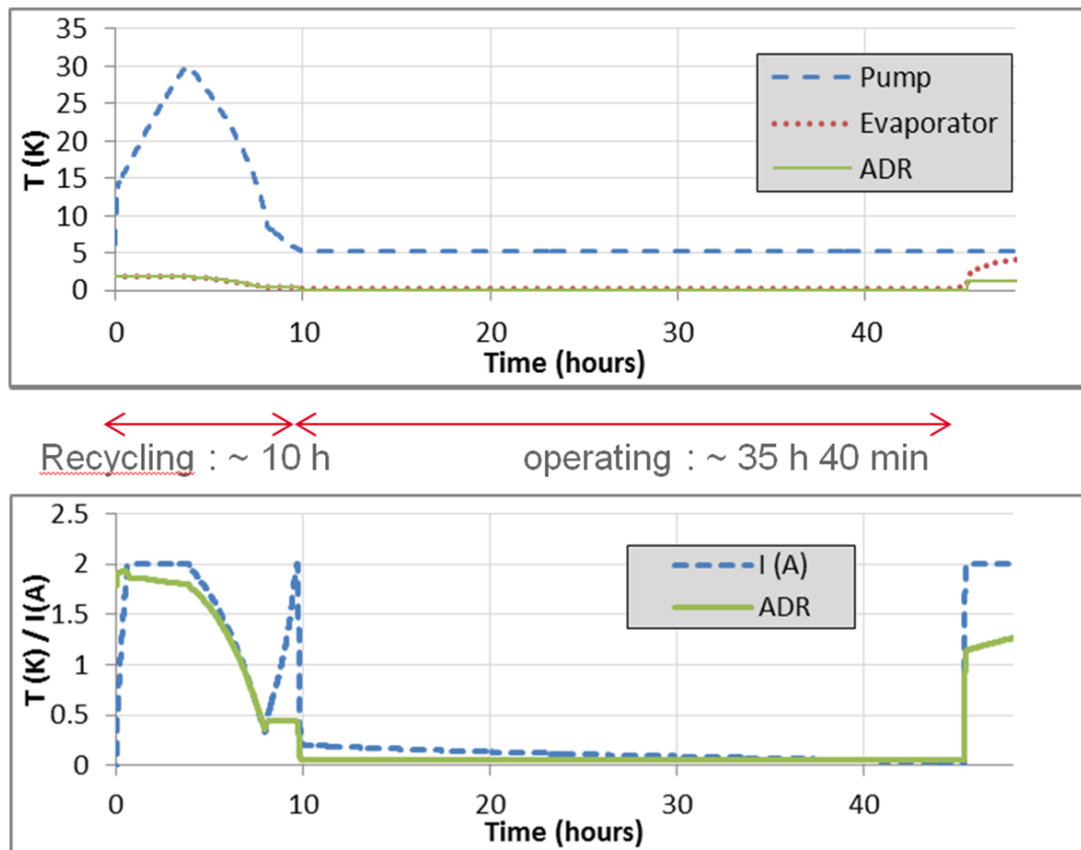 35
30
25
20
15
10
5
0
T (K)
Pump
Evaporator
ADR
0 10 20 30 40
Time (hours)
Recycling : ~ 10 h operating : ~ 35 h 40 min
2.5
2
1.5
1
0.5
0
T (K) / I(A)
I (A)
ADR
0 10 20 30 40
Time (hours)